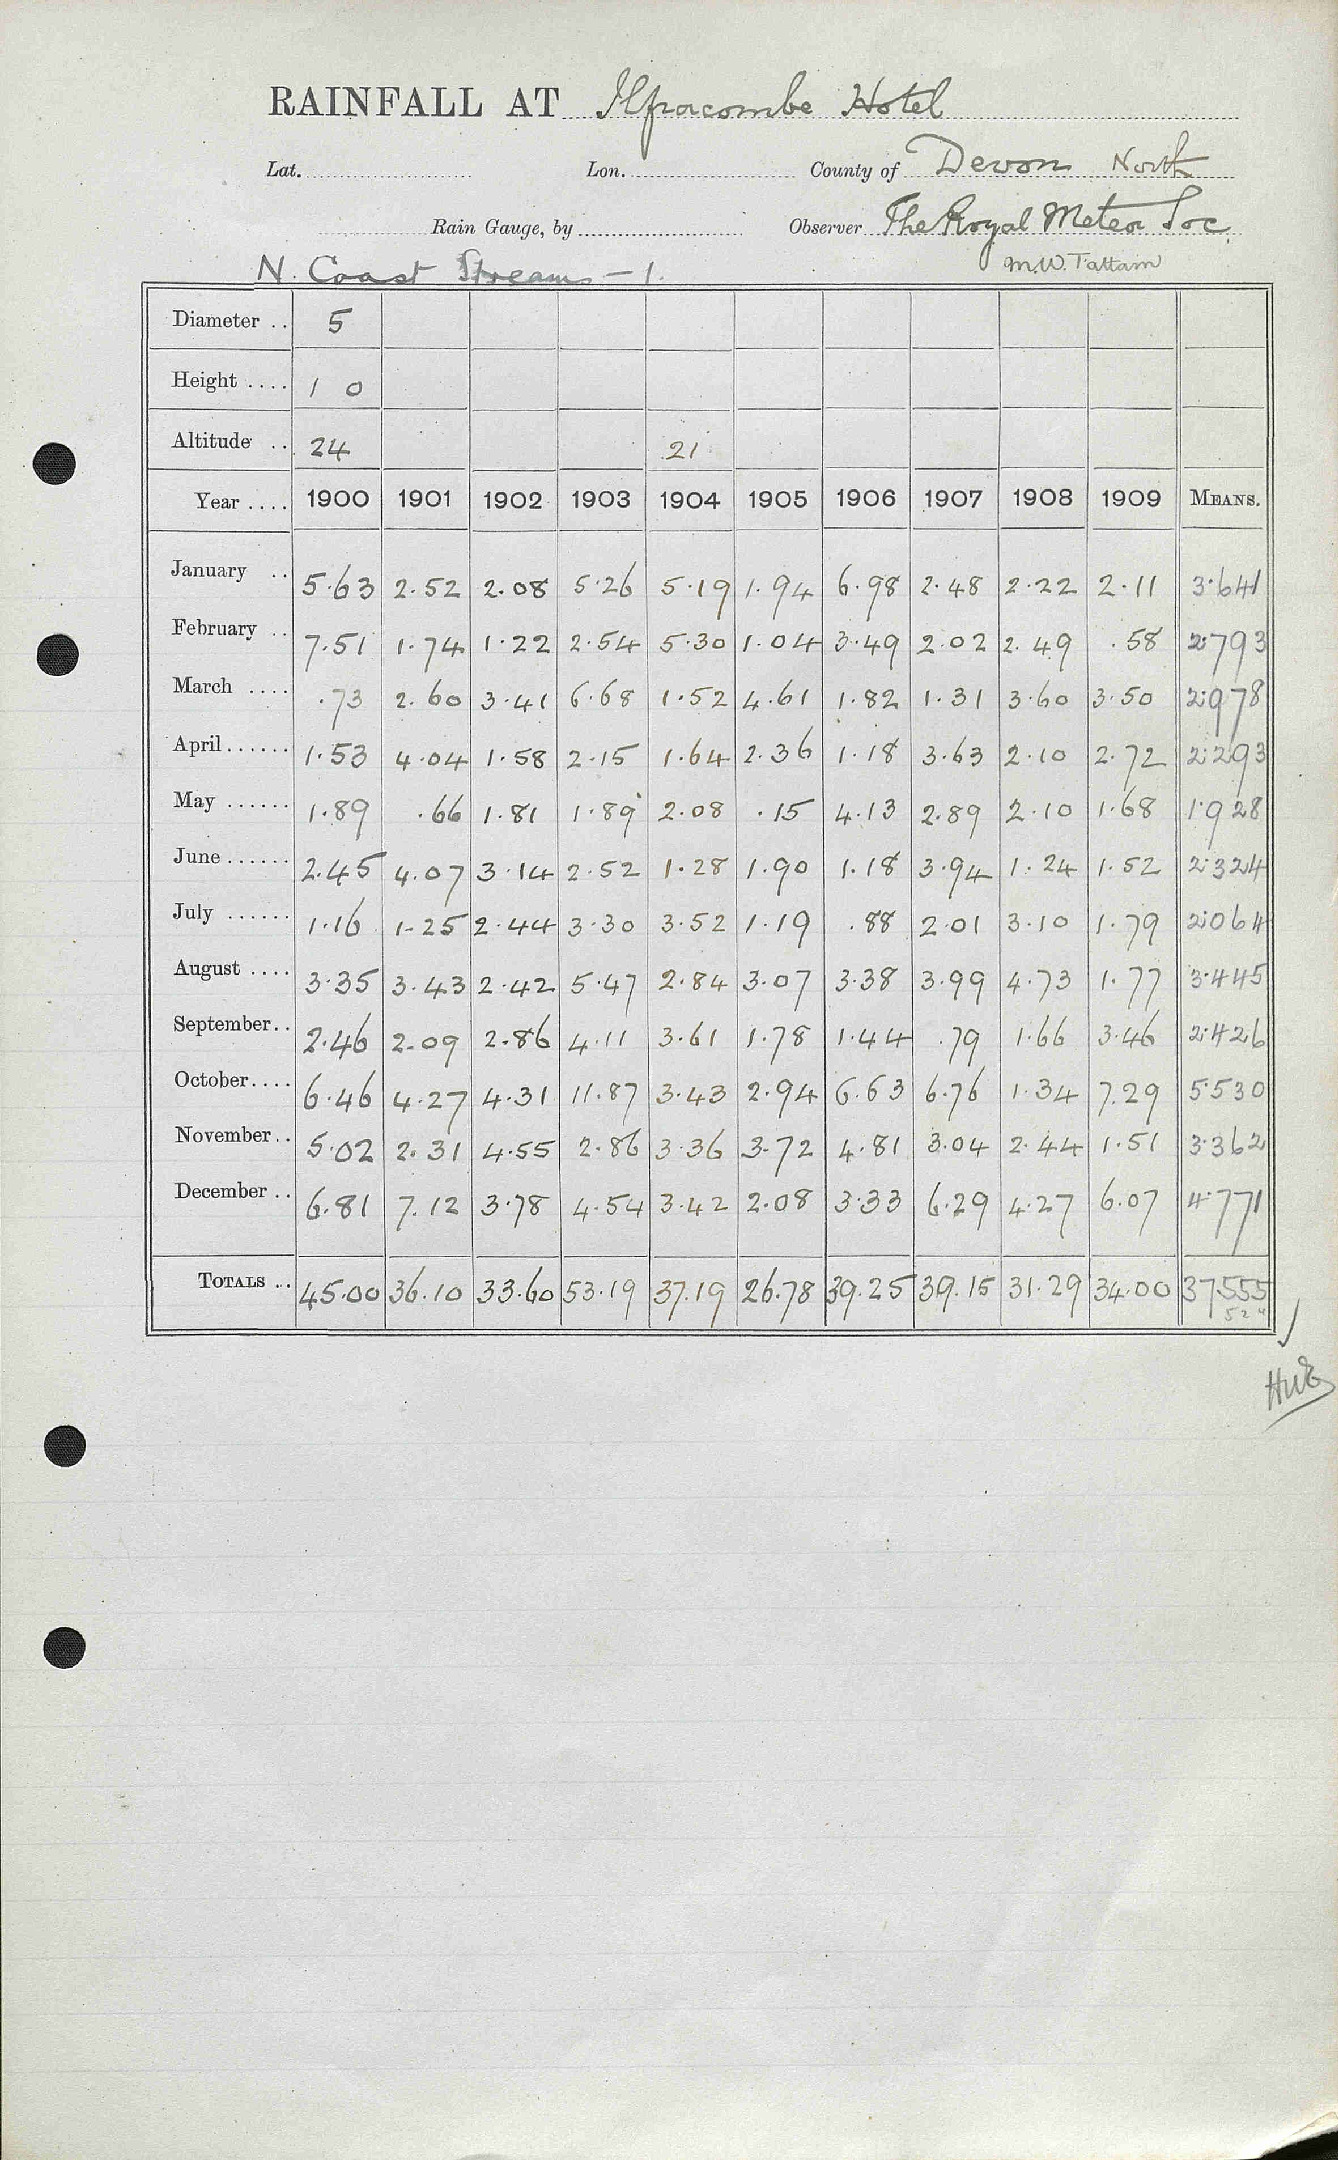 RAINFALL AT Ilfracombe Hotel
Lat. Lon. County of Devon North
Rain Gauge, by Observer The Royal Meteor Soc.
N. Coast Streams - 1. M.W. Tattam
Diameter .. 5
Height .... 1 0
Altitude .. 24 21
Year .... 1900 1901 1902 1903 1904 1905 1906 1907 1908 1909 MEANS.
January .. 5.63 2.52 2.08 5.26 5.19 1.94 6.98 2.48 2.22 2.11 3.641
February .. 7.51 1.74 1.22 2.54 5.30 1.04 3.49 2.02 2.49 .58 2.793
March .... .73 2.60 3.41 6.68 1.52 4.61 1.82 1.31 3.60 3.50 2.978
April ...... 1.53 4.04 1.58 2.15 1.64 2.36 1.18 3.63 2.10 2.72 2.293
May ...... 1.89 .66 1.81 1.89 2.08 .15 4.13 2.89 2.10 1.68 1.928
June ...... 2.45 4.07 3.14 2.52 1.28 1.90 1.18 3.94 1.24 1.52 2.324
July ...... 1.16 1.25 2.44 3.30 3.52 1.19 .88 2.01 3.10 1.79 2.064
August .... 3.35 3.43 2.42 5.47 2.84 3.07 3.38 3.99 4.73 1.77 3.445
September .. 2.46 2.09 2.86 4.11 3.61 1.78 1.44 .79 1.66 3.46 2.426
October .... 6.46 4.27 4.31 11.87 3.43 2.94 6.63 6.76 1.34 7.29 5.530
November .. 5.02 2.31 4.55 2.86 3.36 3.72 4.81 3.04 2.44 1.51 3.362
December .. 6.81 7.12 3.78 4.54 3.42 2.08 3.33 6.29 4.27 6.07 4.771
TOTALS .. 45.00 36.10 33.60 53.19 37.19 26.78 39.25 39.15 31.29 34.00 37.555